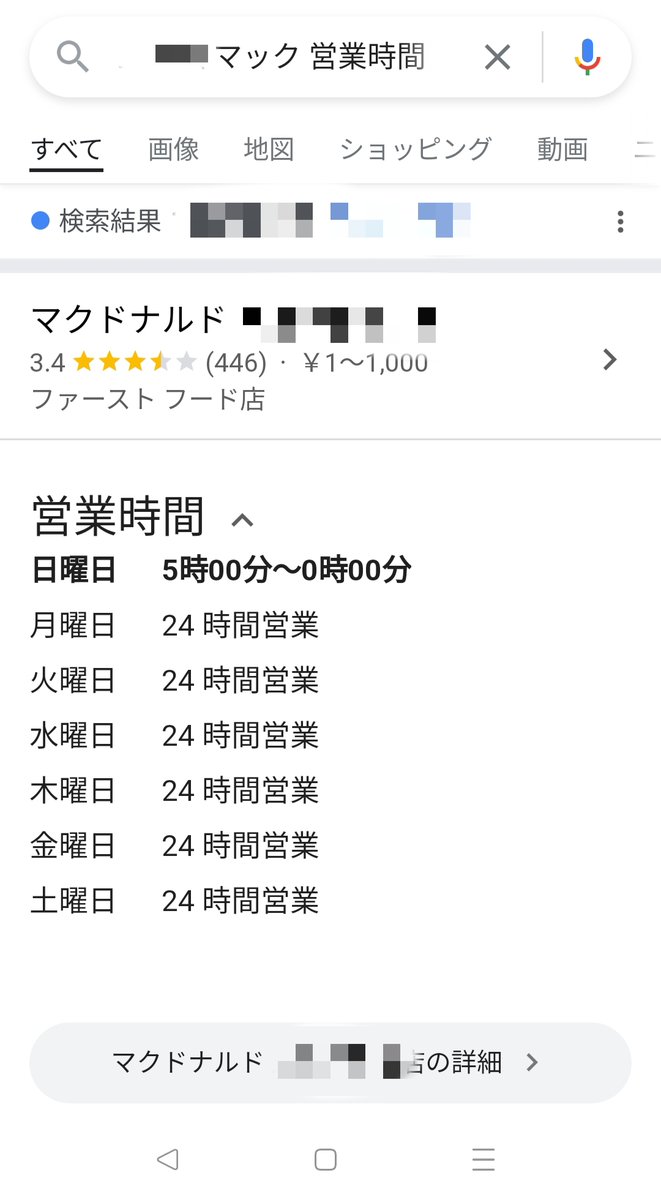 マック 営業時間
すべて 画像 地図 ショッピング 動画
検索結果
マクドナルド
3.4 (446) · ￥1～1,000
ファースト フード店
営業時間
日曜日 5時00分～0時00分
月曜日 24 時間営業
火曜日 24 時間営業
水曜日 24 時間営業
木曜日 24 時間営業
金曜日 24 時間営業
土曜日 24 時間営業
マクドナルド 店の詳細